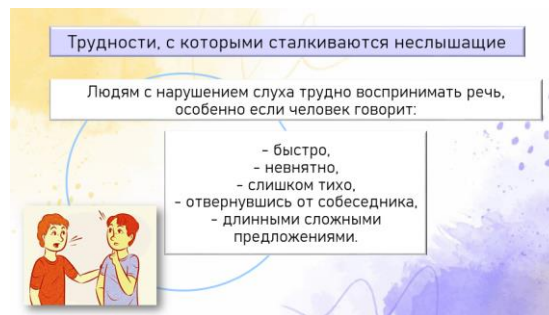 Трудности, с которыми сталкиваются неслышащие
Людям с нарушением слуха трудно воспринимать речь,
особенно если человек говорит:
- быстро,
- невнятно,
- слишком тихо,
- отвернувшись от собеседника,
- длинными сложными
предложениями.